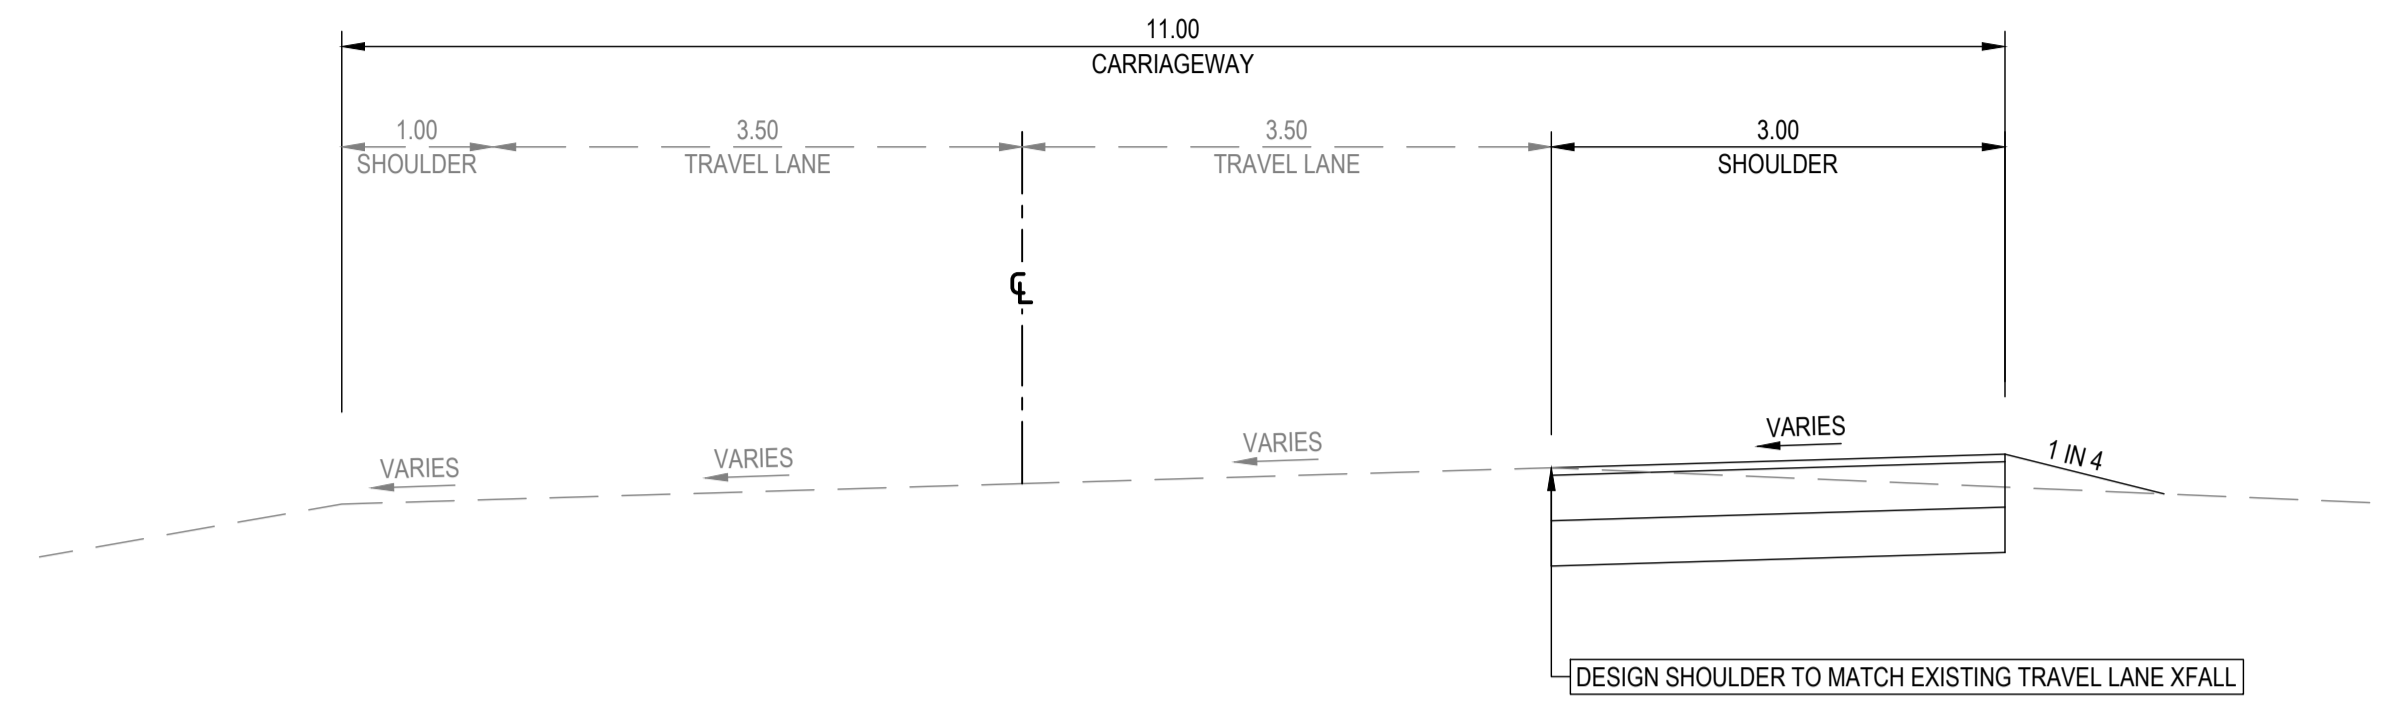 11.00
CARRIAGEWAY
1.00
SHOULDER
3.50
TRAVEL LANE
3.50
TRAVEL LANE
3.00
SHOULDER
℄
VARIES
VARIES
VARIES
VARIES
1 IN 4
DESIGN SHOULDER TO MATCH EXISTING TRAVEL LANE XFALL